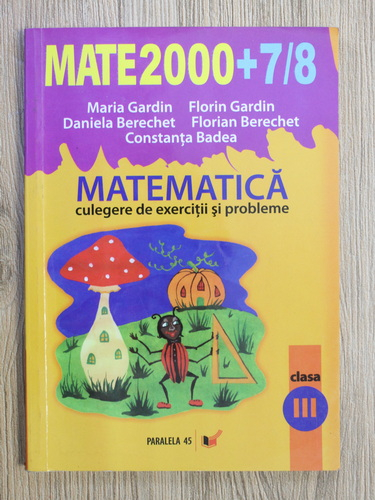 MATE2000+7/8
Maria Gardin Florin Gardin
Daniela Berechet Florian Berechet
Constanța Badea
MATEMATICĂ
culegere de exerciții și probleme
clasa
III
PARALELA 45